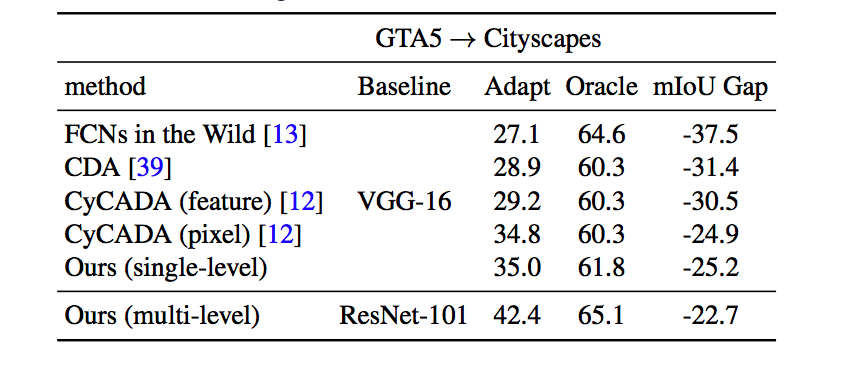 GTA5 → Cityscapes
method Baseline Adapt Oracle mIoU Gap
FCNs in the Wild [13] 27.1 64.6 -37.5
CDA [39] 28.9 60.3 -31.4
CyCADA (feature) [12] VGG-16 29.2 60.3 -30.5
CyCADA (pixel) [12] 34.8 60.3 -24.9
Ours (single-level) 35.0 61.8 -25.2
Ours (multi-level) ResNet-101 42.4 65.1 -22.7